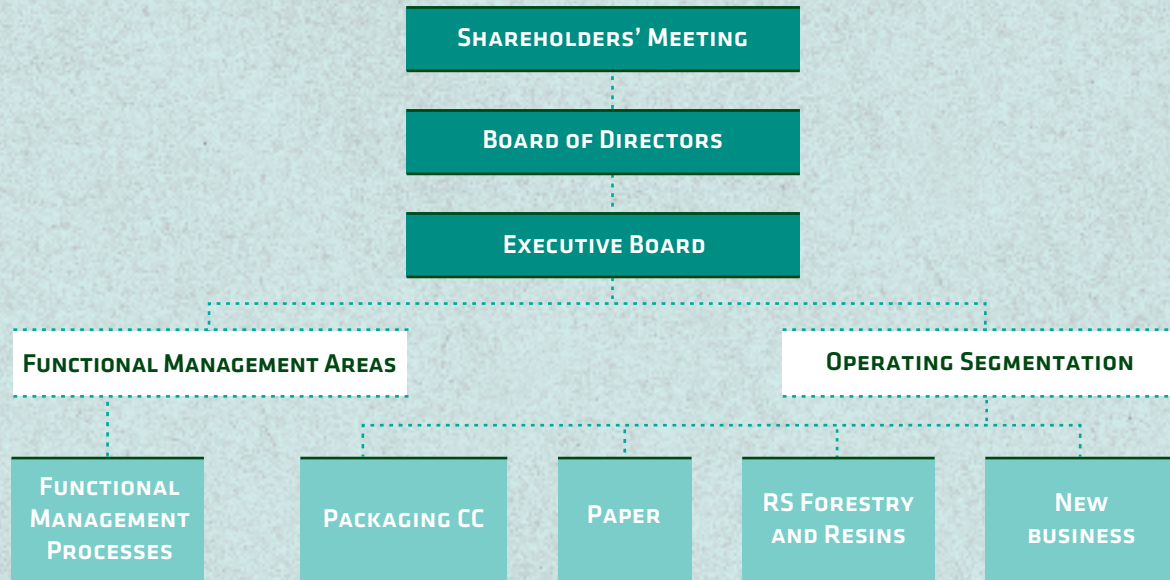 Shareholders’ Meeting
Board of Directors
Executive Board
Functional Management Areas
Operating Segmentation
Functional
Management
Processes
Packaging CC
Paper
RS Forestry
and Resins
New
business